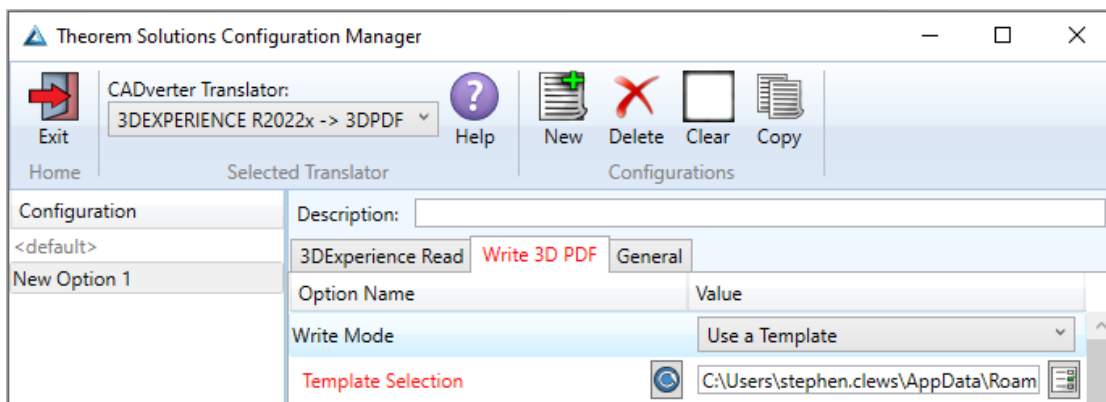 Theorem Solutions Configuration Manager
CADverter Translator:
3DEXPERIENCE R2022x -> 3DPDF
Exit Help New Delete Clear Copy
Home Selected Translator Configurations
Configuration Description:
<default>
3DExperience Read Write 3D PDF General
New Option 1
Option Name Value
Write Mode Use a Template
Template Selection C:\Users\stephen.clews\AppData\Roam